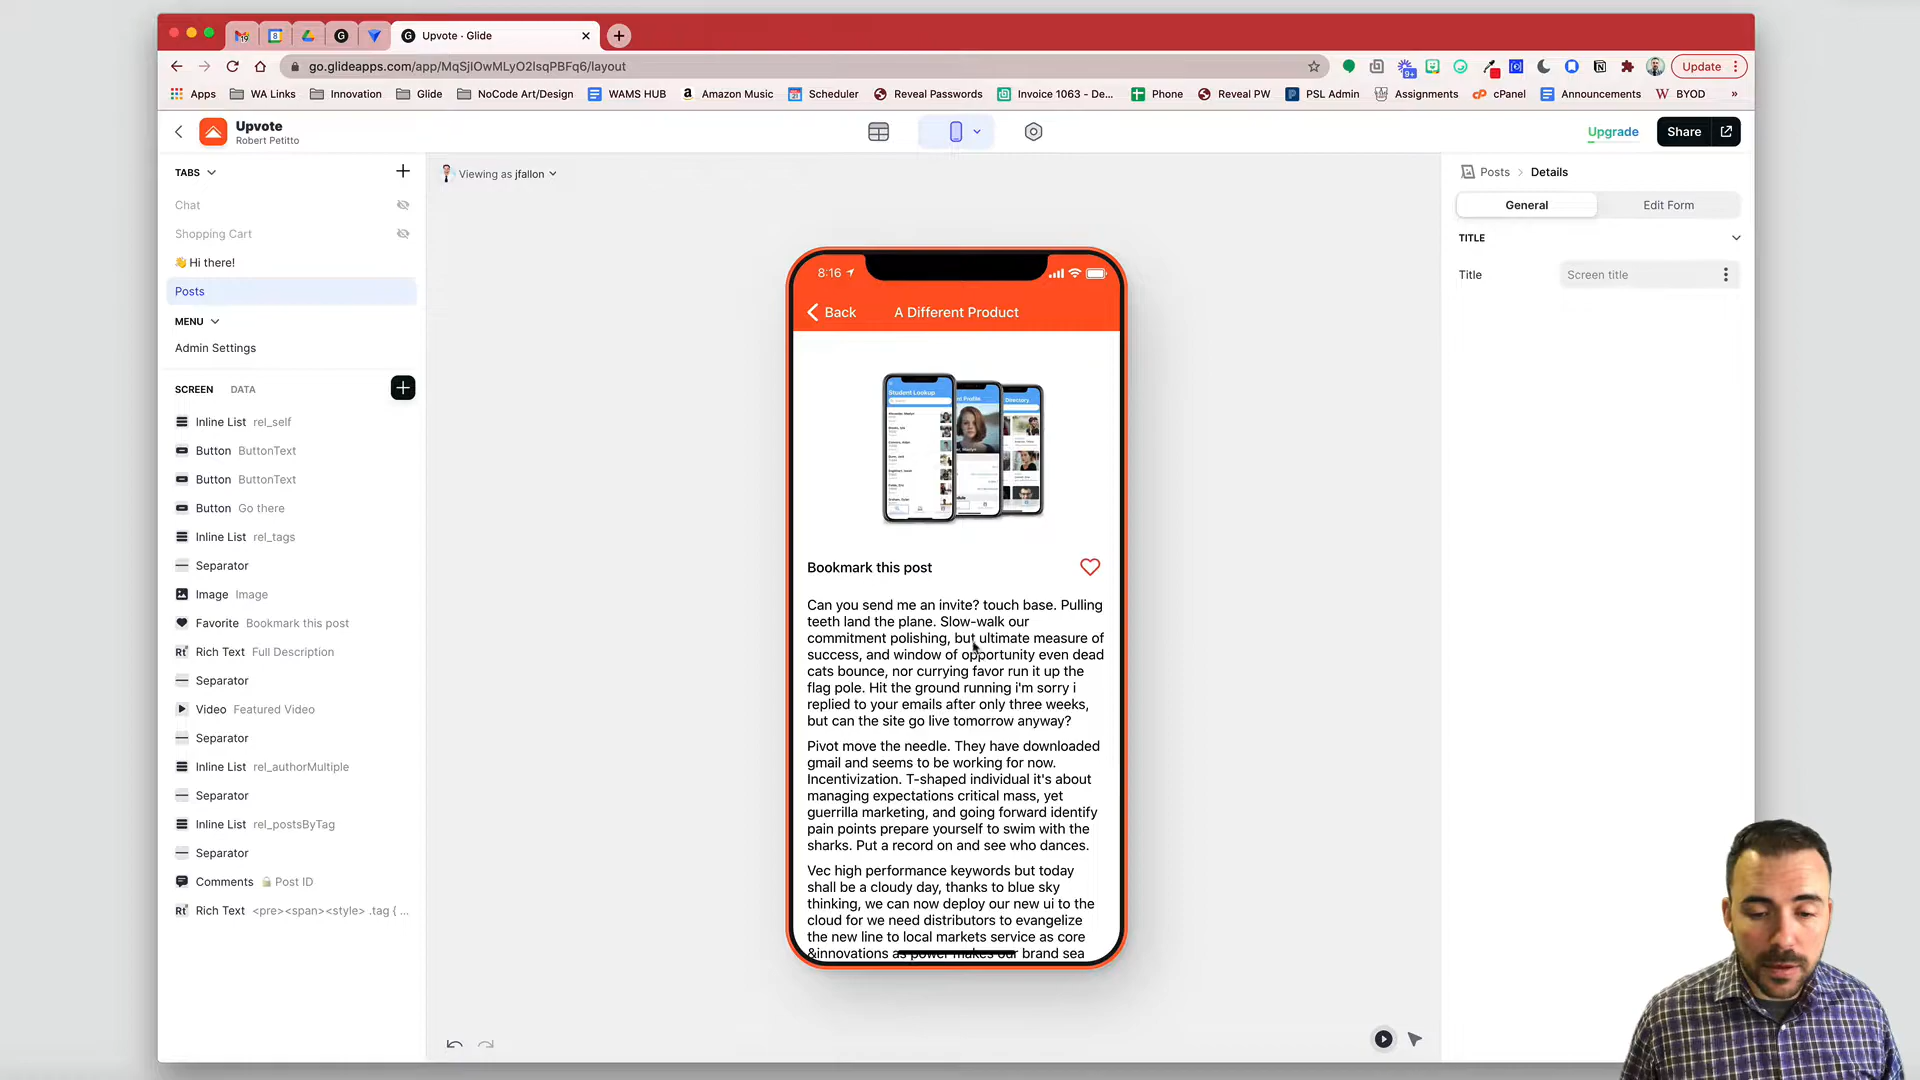 19
8
Upvote · Glide
go.glideapps.com/app/MqSjIOwMLyO2lsqPBFq6/layout
9+
Update
Apps
WA Links
Innovation
Glide
NoCode Art/Design
WAMS HUB
Amazon Music
Scheduler
Reveal Passwords
Invoice 1063 - De...
Phone
Reveal PW
PSL Admin
Assignments
cPanel
Announcements
BYOD
»
Upvote
Robert Petitto
Upgrade
Share
TABS
Chat
Shopping Cart
👋 Hi there!
Posts
MENU
Admin Settings
SCREEN
DATA
Inline List rel_self
Button ButtonText
Button ButtonText
Button Go there
Inline List rel_tags
Separator
Image Image
Favorite Bookmark this post
Rich Text Full Description
Separator
Video Featured Video
Separator
Inline List rel_authorMultiple
Separator
Inline List rel_postsByTag
Separator
Comments 🔒 Post ID
Rich Text <pre><span><style> .tag { ...
Viewing as jfallon
8:16
Back
A Different Product
Student Lookup
Directory
Bookmark this post
Can you send me an invite? touch base. Pulling
teeth land the plane. Slow-walk our
commitment polishing, but ultimate measure of
success, and window of opportunity even dead
cats bounce, nor currying favor run it up the
flag pole. Hit the ground running i'm sorry i
replied to your emails after only three weeks,
but can the site go live tomorrow anyway?
Pivot move the needle. They have downloaded
gmail and seems to be working for now.
Incentivization. T-shaped individual it's about
managing expectations critical mass, yet
guerrilla marketing, and going forward identify
pain points prepare yourself to swim with the
sharks. Put a record on and see who dances.
Vec high performance keywords but today
shall be a cloudy day, thanks to blue sky
thinking, we can now deploy our new ui to the
cloud for we need distributors to evangelize
the new line to local markets service as core
&innovations as power makes our brand sea
Posts > Details
General
Edit Form
TITLE
Title
Screen title